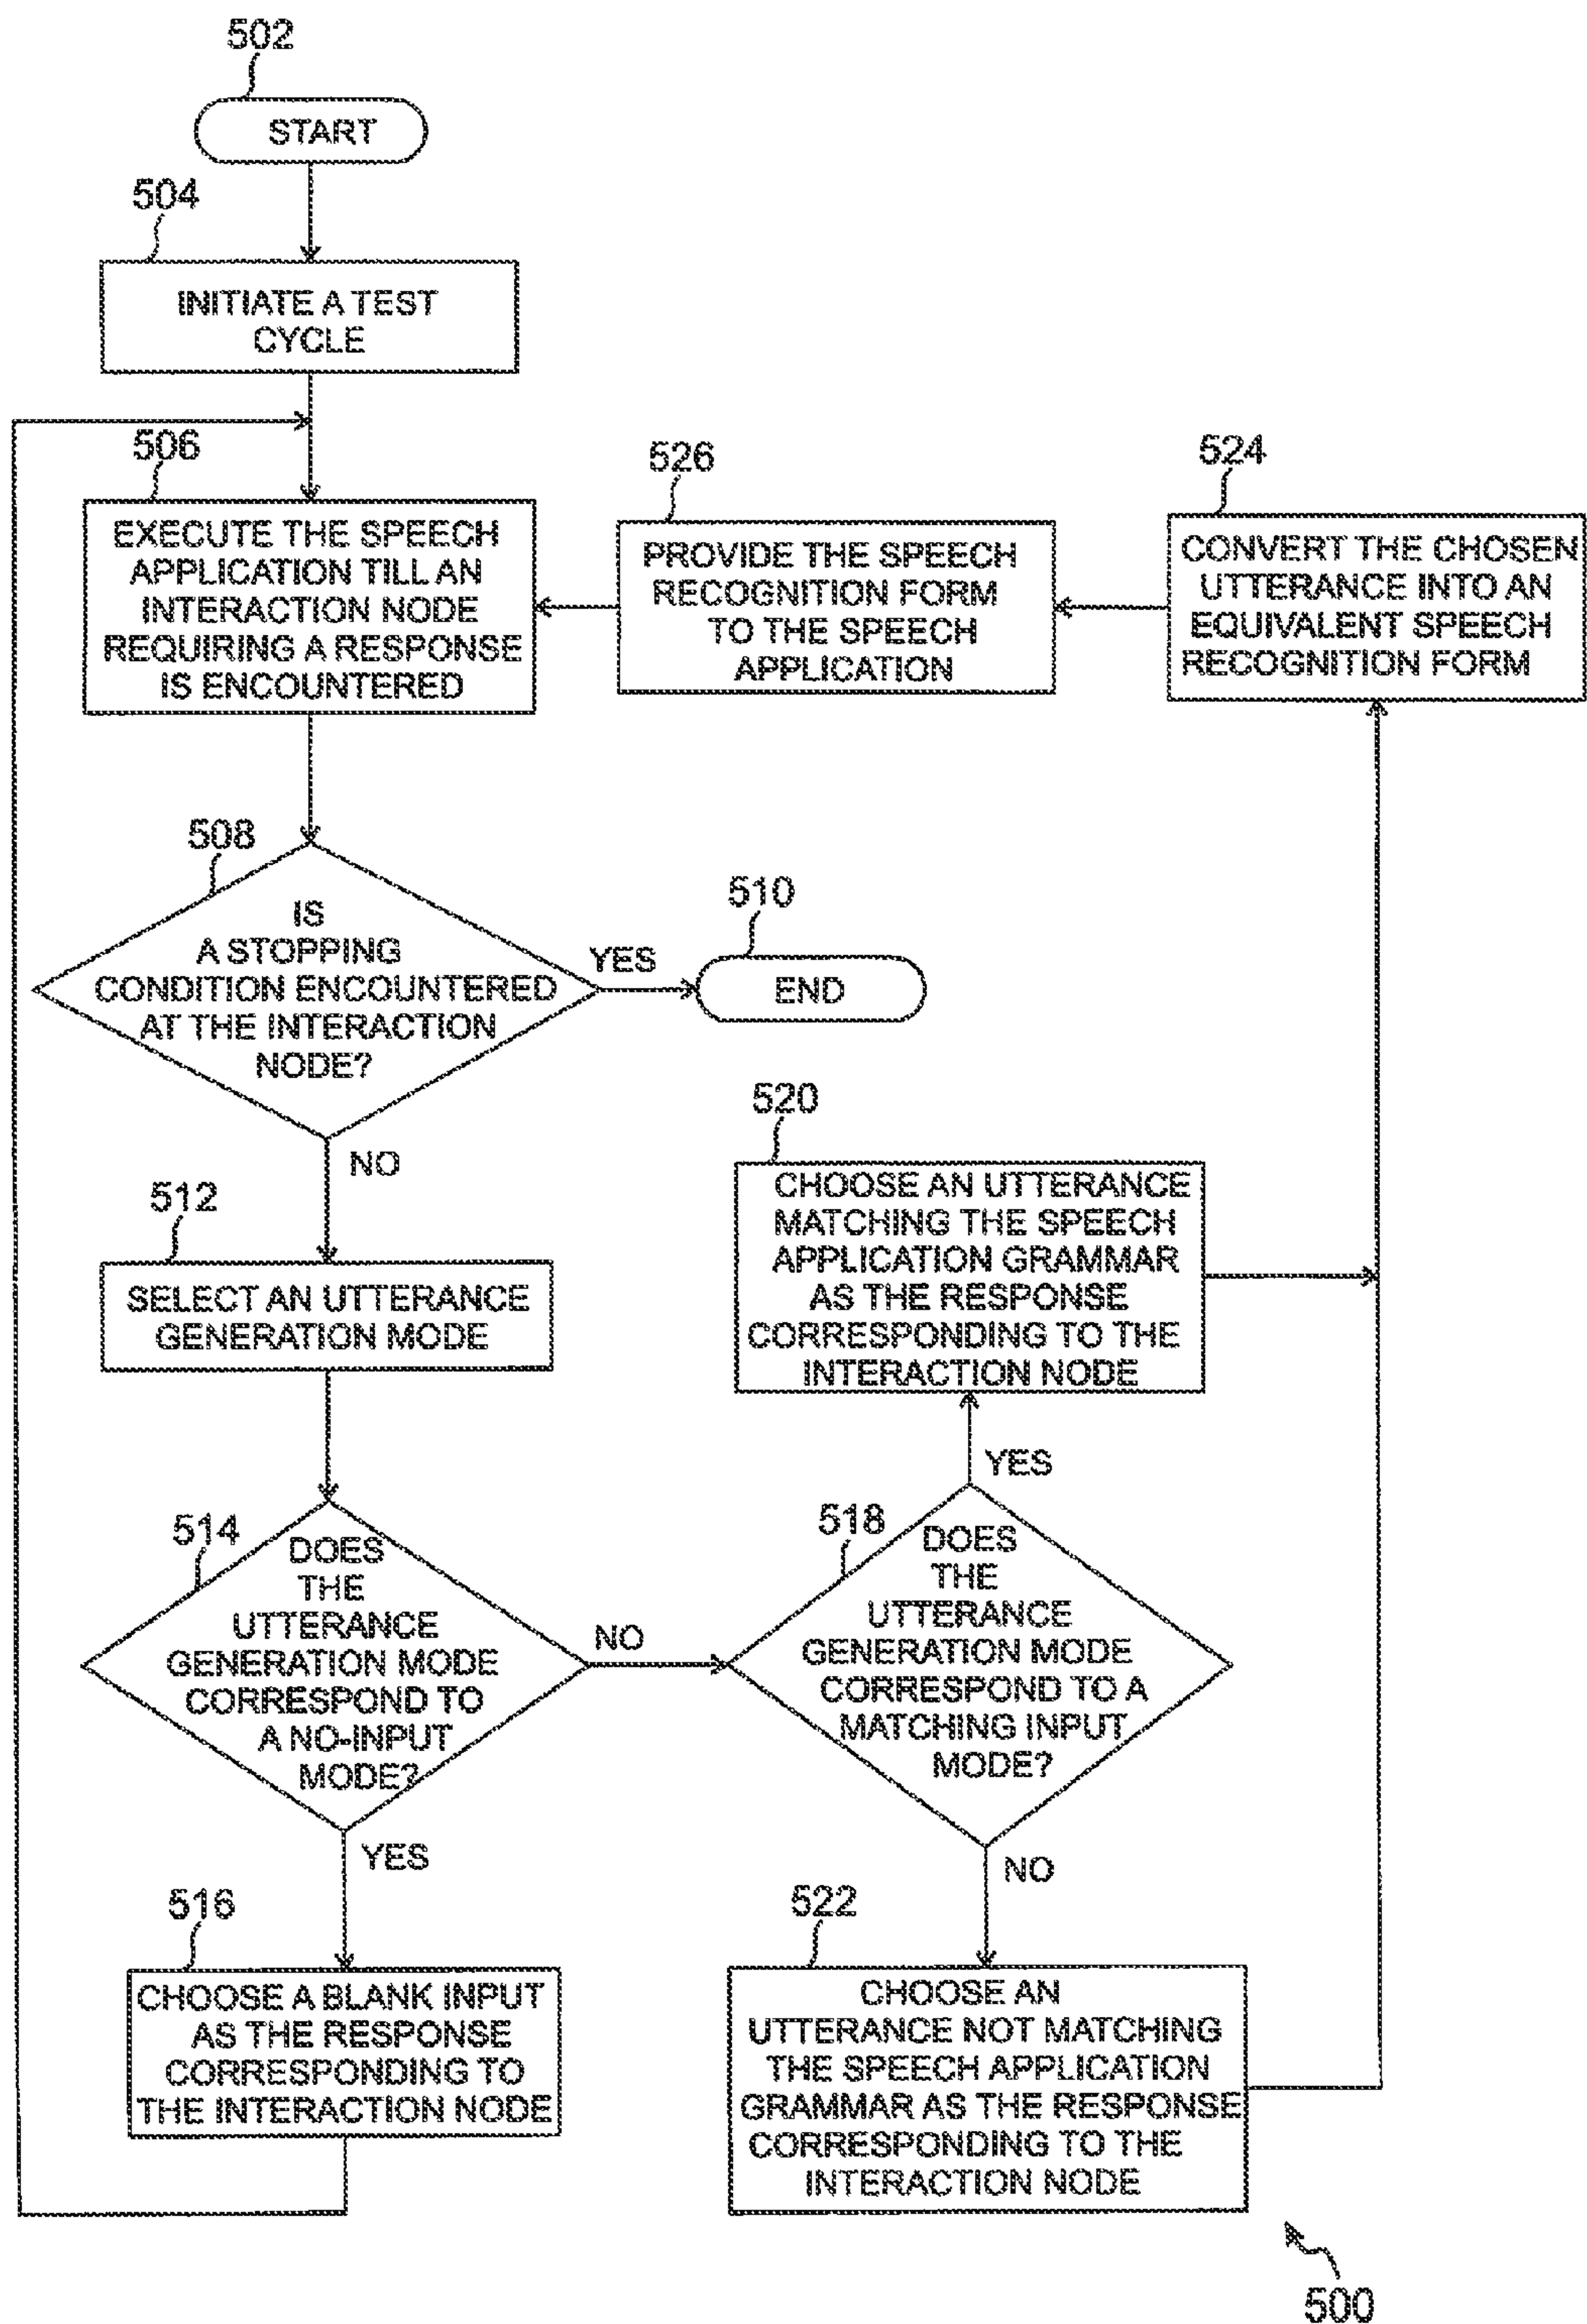 502
START
504
INITIATE A TEST
CYCLE
506
EXECUTE THE SPEECH
APPLICATION TILL AN
INTERACTION NODE
REQUIRING A RESPONSE
IS ENCOUNTERED
526
PROVIDE THE SPEECH
RECOGNITION FORM
TO THE SPEECH
APPLICATION
524
CONVERT THE CHOSEN
UTTERANCE INTO AN
EQUIVALENT SPEECH
RECOGNITION FORM
508
IS
A STOPPING
CONDITION ENCOUNTERED
AT THE INTERACTION
NODE?
YES
510
END
NO
512
SELECT AN UTTERANCE
GENERATION MODE
520
CHOOSE AN UTTERANCE
MATCHING THE SPEECH
APPLICATION GRAMMAR
AS THE RESPONSE
CORRESPONDING TO THE
INTERACTION NODE
YES
514
DOES
THE
UTTERANCE
GENERATION MODE
CORRESPOND TO
A NO-INPUT
MODE?
NO
518
DOES
THE
UTTERANCE
GENERATION MODE
CORRESPOND TO A
MATCHING INPUT
MODE?
YES
NO
516
CHOOSE A BLANK INPUT
AS THE RESPONSE
CORRESPONDING TO
THE INTERACTION NODE
522
CHOOSE AN
UTTERANCE NOT MATCHING
THE SPEECH APPLICATION
GRAMMAR AS THE RESPONSE
CORRESPONDING TO THE
INTERACTION NODE
500